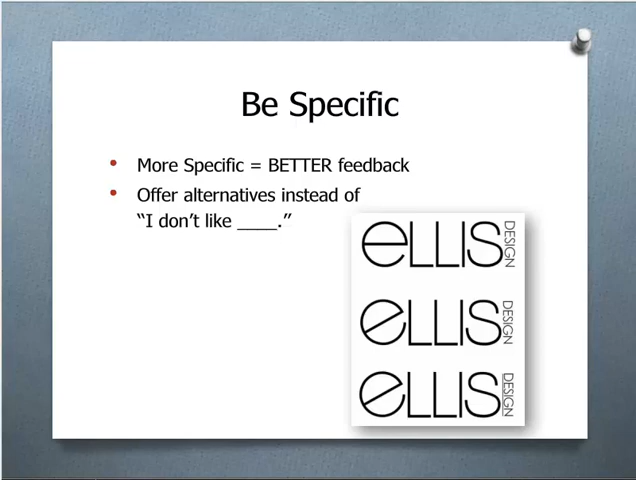 Be Specific
• More Specific = BETTER feedback
• Offer alternatives instead of
“I don’t like ____.”
eLLIS DESIGN
eLLIS DESIGN
eLLIS DESIGN